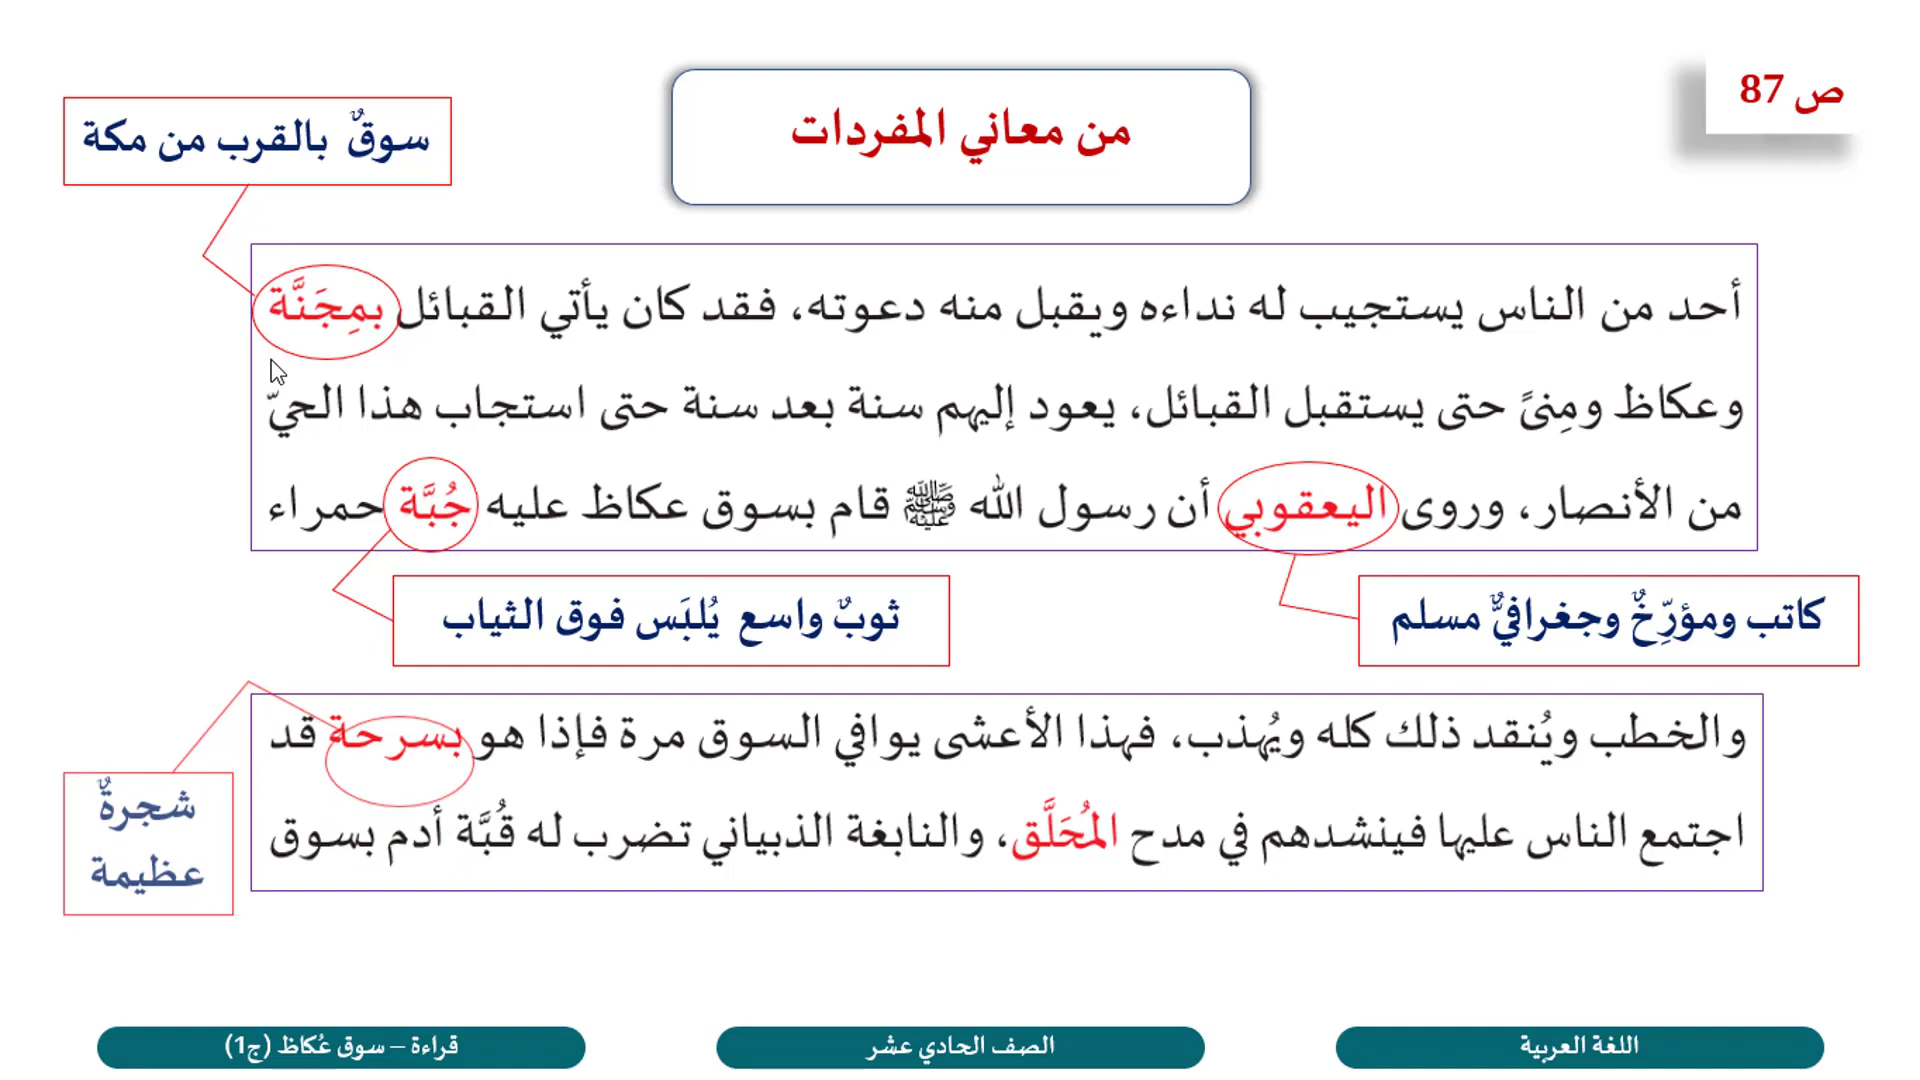 ص 87
من معاني المفردات
سوقٌ بالقرب من مكة
أحد من الناس يستجيب له نداءه ويقبل منه دعوته، فقد كان يأتي القبائل بمِجَنَّة
وعكاظ ومِنىً حتى يستقبل القبائل، يعود إليهم سنة بعد سنة حتى استجاب هذا الحيّ
من الأنصار، وروى اليعقوبي أن رسول الله ﷺ قام بسوق عكاظ عليه جُبَّة حمراء
كاتب ومؤرِّخٌ وجغرافيٌّ مسلم
ثوبٌ واسع يُلبَس فوق الثياب
والخطب ويُنقد ذلك كله ويُهذب، فهذا الأعشى يوافي السوق مرة فإذا هو بسرحة قد
اجتمع الناس عليها فينشدهم في مدح المُحَلَّق، والنابغة الذبياني تضرب له قُبَّة أدم بسوق
شجرةٌ
عظيمة
اللغة العربية
الصف الحادي عشر
قراءة – سوق عُكاظ (ج1)